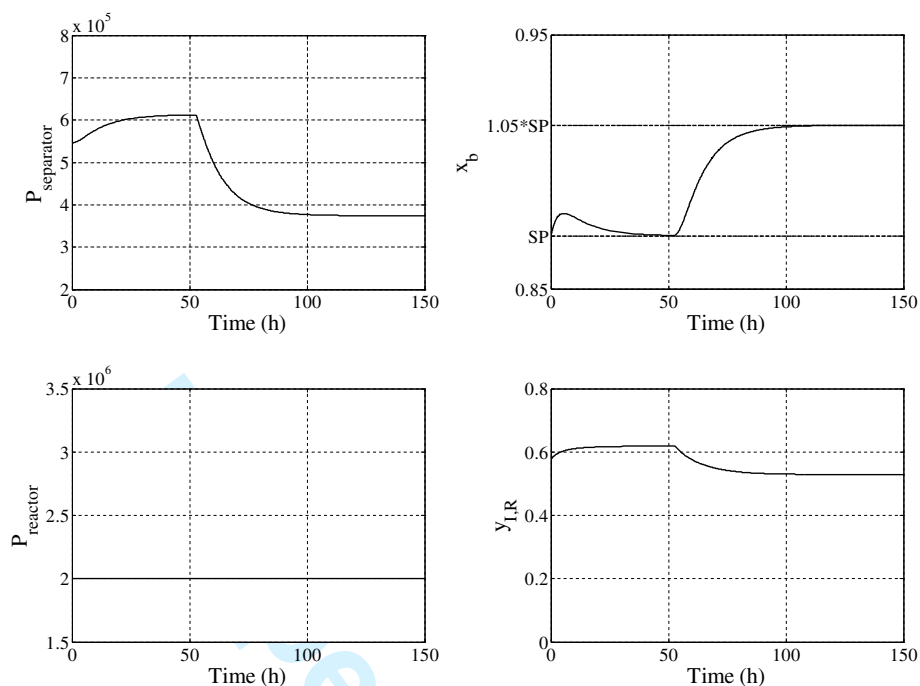 x 10^5
8
7
6
5
4
3
2
0
50
100
150
P_separator
Time (h)
0.95
1.05*SP
SP
0.85
0
50
100
150
x_b
Time (h)
x 10^6
3.5
3
2.5
2
1.5
0
50
100
150
P_reactor
Time (h)
0.8
0.6
0.4
0.2
0
0
50
100
150
y_I,R
Time (h)